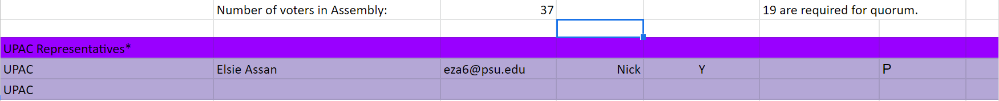 Number of voters in Assembly: 37 19 are required for quorum.
UPAC Representatives*
UPAC Elsie Assan eza6@psu.edu Nick Y P
UPAC